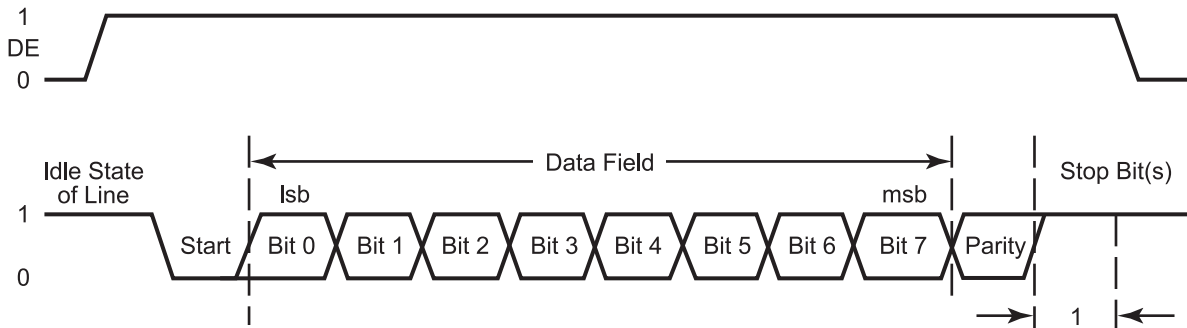 1
DE
0
Idle State
of Line
Data Field
Stop Bit(s)
lsb
msb
1
Start
Bit 0
Bit 1
Bit 2
Bit 3
Bit 4
Bit 5
Bit 6
Bit 7
Parity
0
1